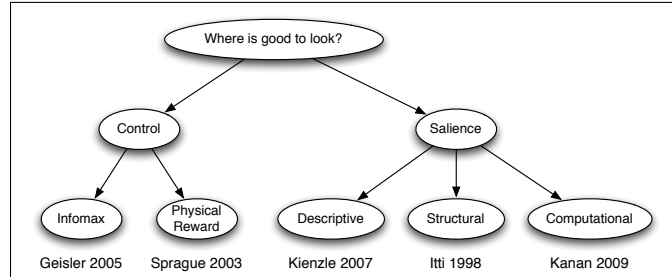 Where is good to look?
Control
Salience
Infomax
Physical
Reward
Descriptive
Structural
Computational
Geisler 2005
Sprague 2003
Kienzle 2007
Itti 1998
Kanan 2009